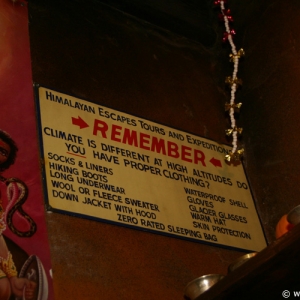 HIMALAYAN ESCAPES TOURS AND EXPEDITIONS
REMEMBER
CLIMATE IS DIFFERENT AT HIGH ALTITUDES DO
YOU HAVE PROPER CLOTHING?
SOCKS & LINERS
HIKING BOOTS
LONG UNDERWEAR
WOOL OR FLEECE SWEATER
DOWN JACKET WITH HOOD
WATERPROOF SHELL
GLOVES
GLACIER GLASSES
WARM HAT
SKIN PROTECTION
ZERO RATED SLEEPING BAG
© w